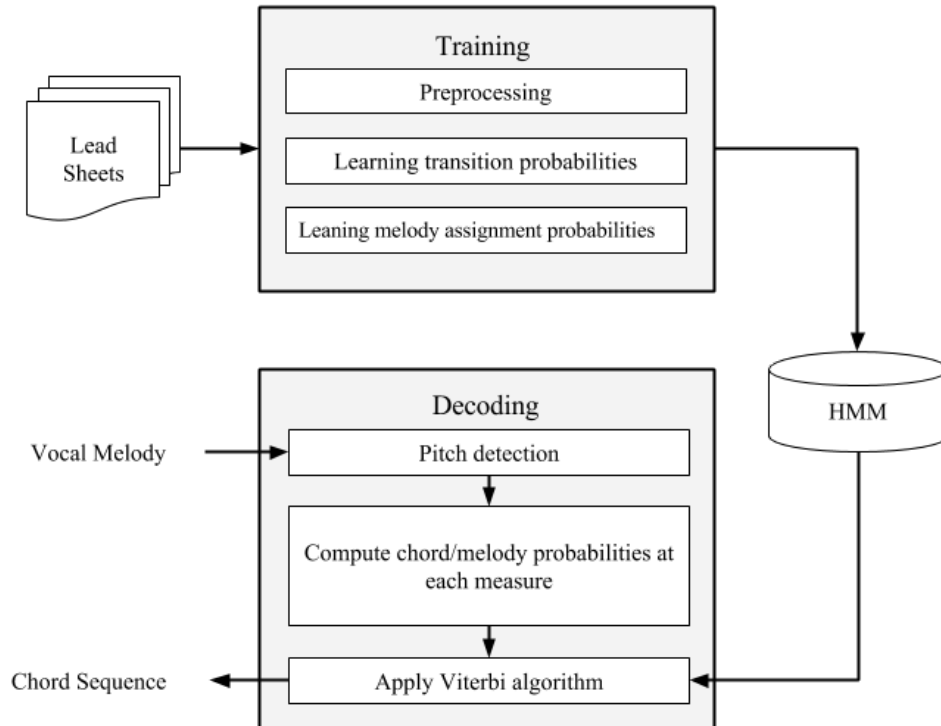 Training
Preprocessing
Lead
Sheets
Learning transition probabilities
Leaning melody assignment probabilities
HMM
Decoding
Vocal Melody
Pitch detection
Compute chord/melody probabilities at
each measure
Chord Sequence
Apply Viterbi algorithm